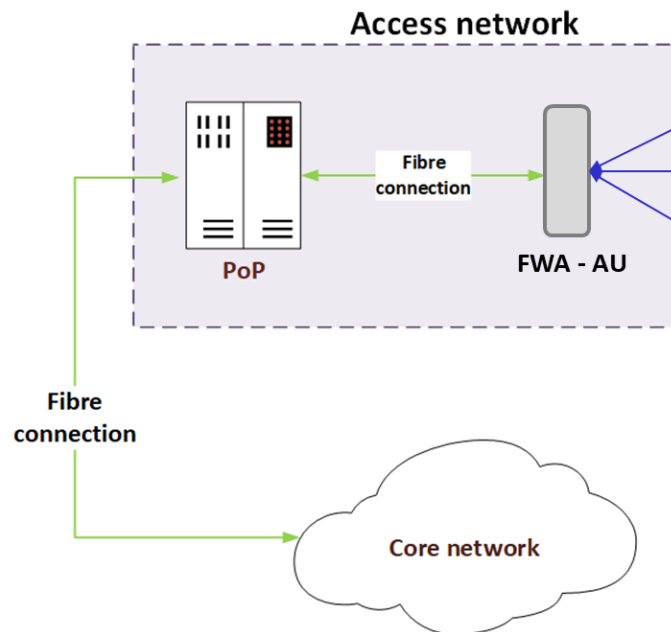 Access network
Fibre
connection
PoP
FWA - AU
Fibre
connection
Core network